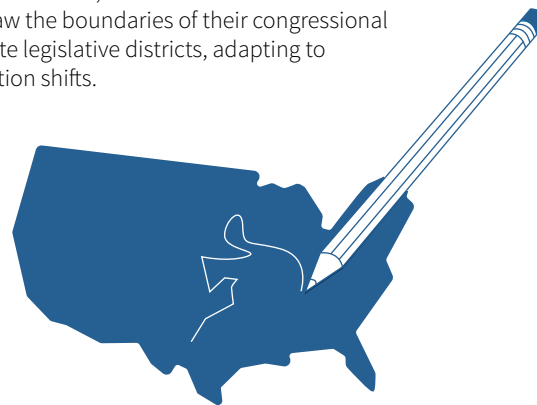 aw the boundaries of their congressional
te legislative districts, adapting to
tion shifts.